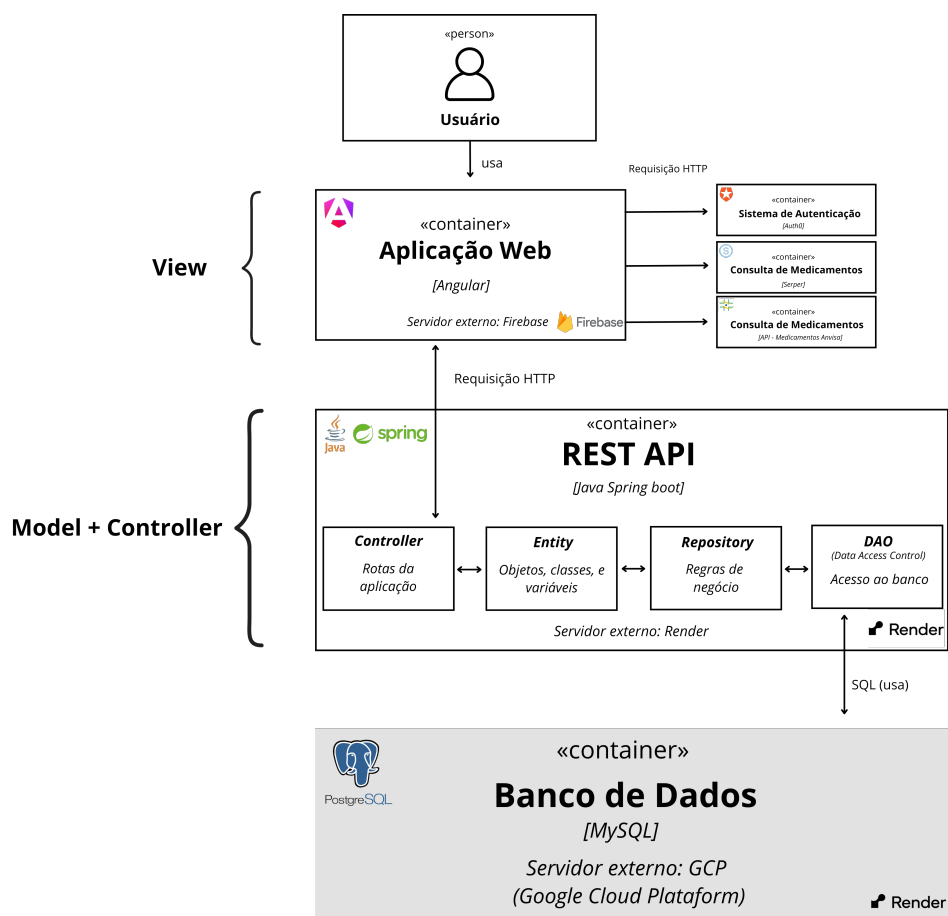 «person»
Usuário
usa
Requisição HTTP
View
«container»
Aplicação Web
[Angular]
Servidor externo: Firebase
Firebase
«container»
Sistema de Autenticação
[Auth0]
«container»
Consulta de Medicamentos
[Serper]
«container»
Consulta de Medicamentos
[API - Medicamentos Anvisa]
Requisição HTTP
Model + Controller
Java
spring
«container»
REST API
[Java Spring boot]
Controller
Rotas da
aplicação
Entity
Objetos, classes, e
variáveis
Repository
Regras de
negócio
DAO
(Data Access Control)
Acesso ao banco
Servidor externo: Render
Render
SQL (usa)
PostgreSQL
«container»
Banco de Dados
[MySQL]
Servidor externo: GCP
(Google Cloud Plataform)
Render